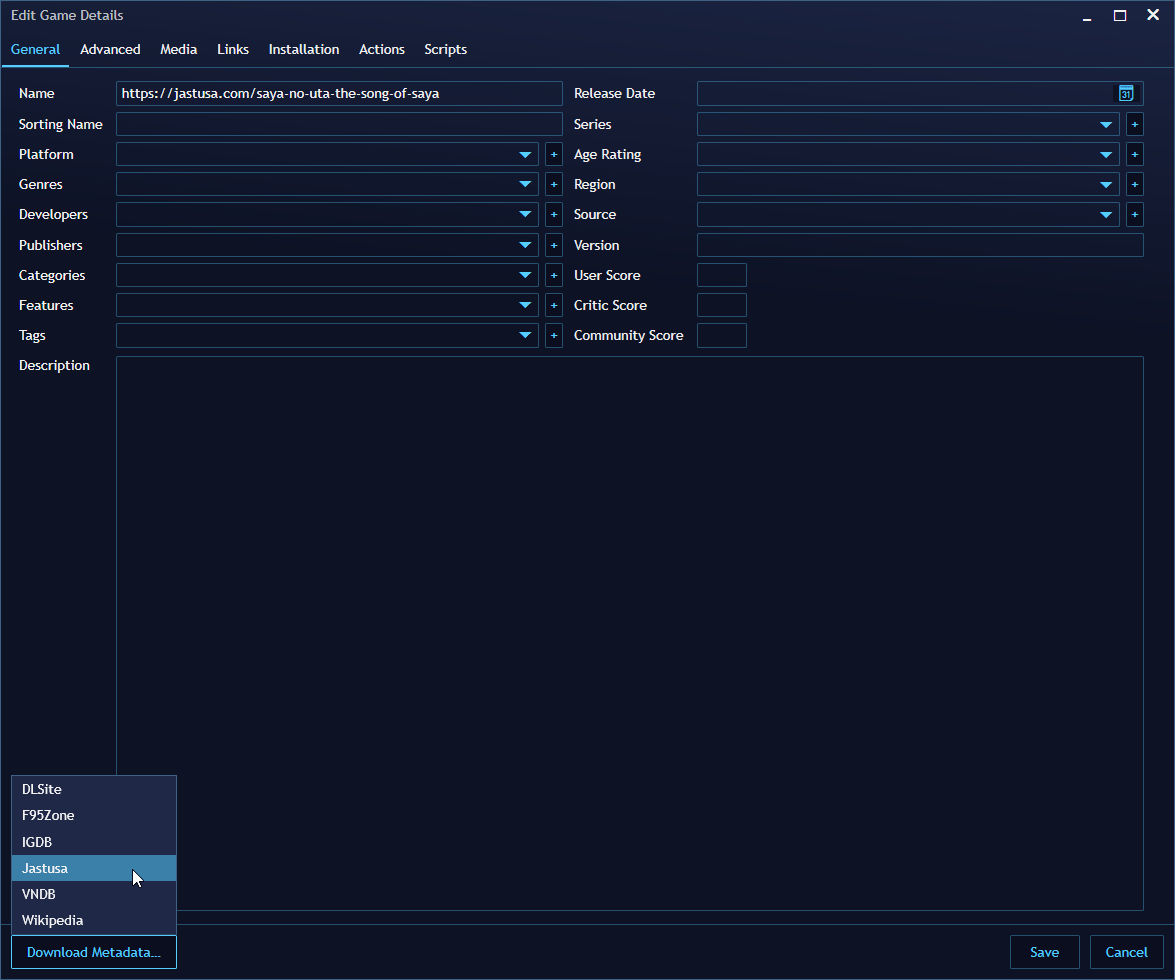 Edit Game Details
General Advanced Media Links Installation Actions Scripts
Name https://jastusa.com/saya-no-uta-the-song-of-saya Release Date 31
Sorting Name Series +
Platform + Age Rating +
Genres + Region +
Developers + Source +
Publishers + Version
Categories + User Score
Features + Critic Score
Tags + Community Score
Description
DLSite
F95Zone
IGDB
Jastusa
VNDB
Wikipedia
Download Metadata... Save Cancel